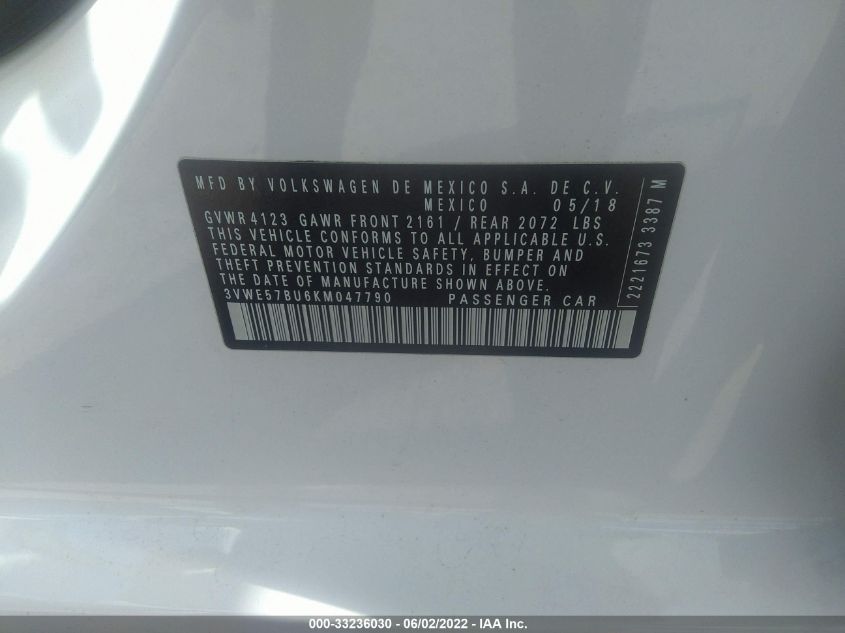 MFD BY VOLKSWAGEN DE MEXICO S.A. DE C.V.
MEXICO 05/18
GVWR 4123 GAWR FRONT 2161 / REAR 2072 LBS
THIS VEHICLE CONFORMS TO ALL APPLICABLE U.S.
FEDERAL MOTOR VEHICLE SAFETY, BUMPER AND
THEFT PREVENTION STANDARDS IN EFFECT ON
THE DATE OF MANUFACTURE SHOWN ABOVE.
3VWE57BU6KM047790 PASSENGER CAR
2221673 3387 M
000-33236030 - 06/02/2022 - IAA Inc.